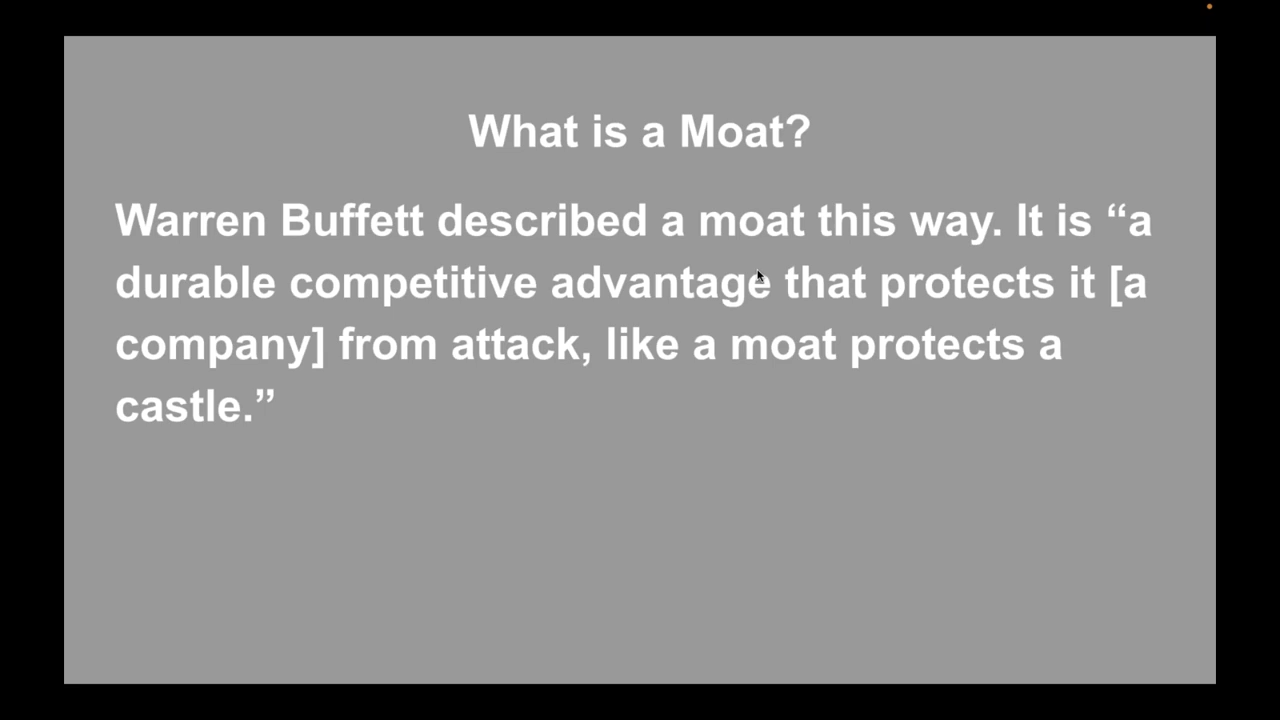 What is a Moat?
Warren Buffett described a moat this way. It is “a
durable competitive advantage that protects it [a
company] from attack, like a moat protects a
castle.”